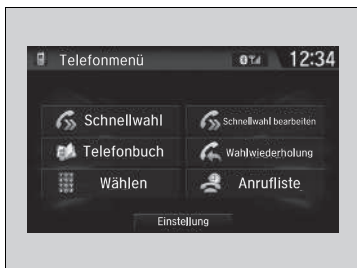 Telefonmenü 12:34
Schnellwahl Schnellwahl bearbeiten
Telefonbuch Wahlwiederholung
Wählen Anrufliste
Einstellung